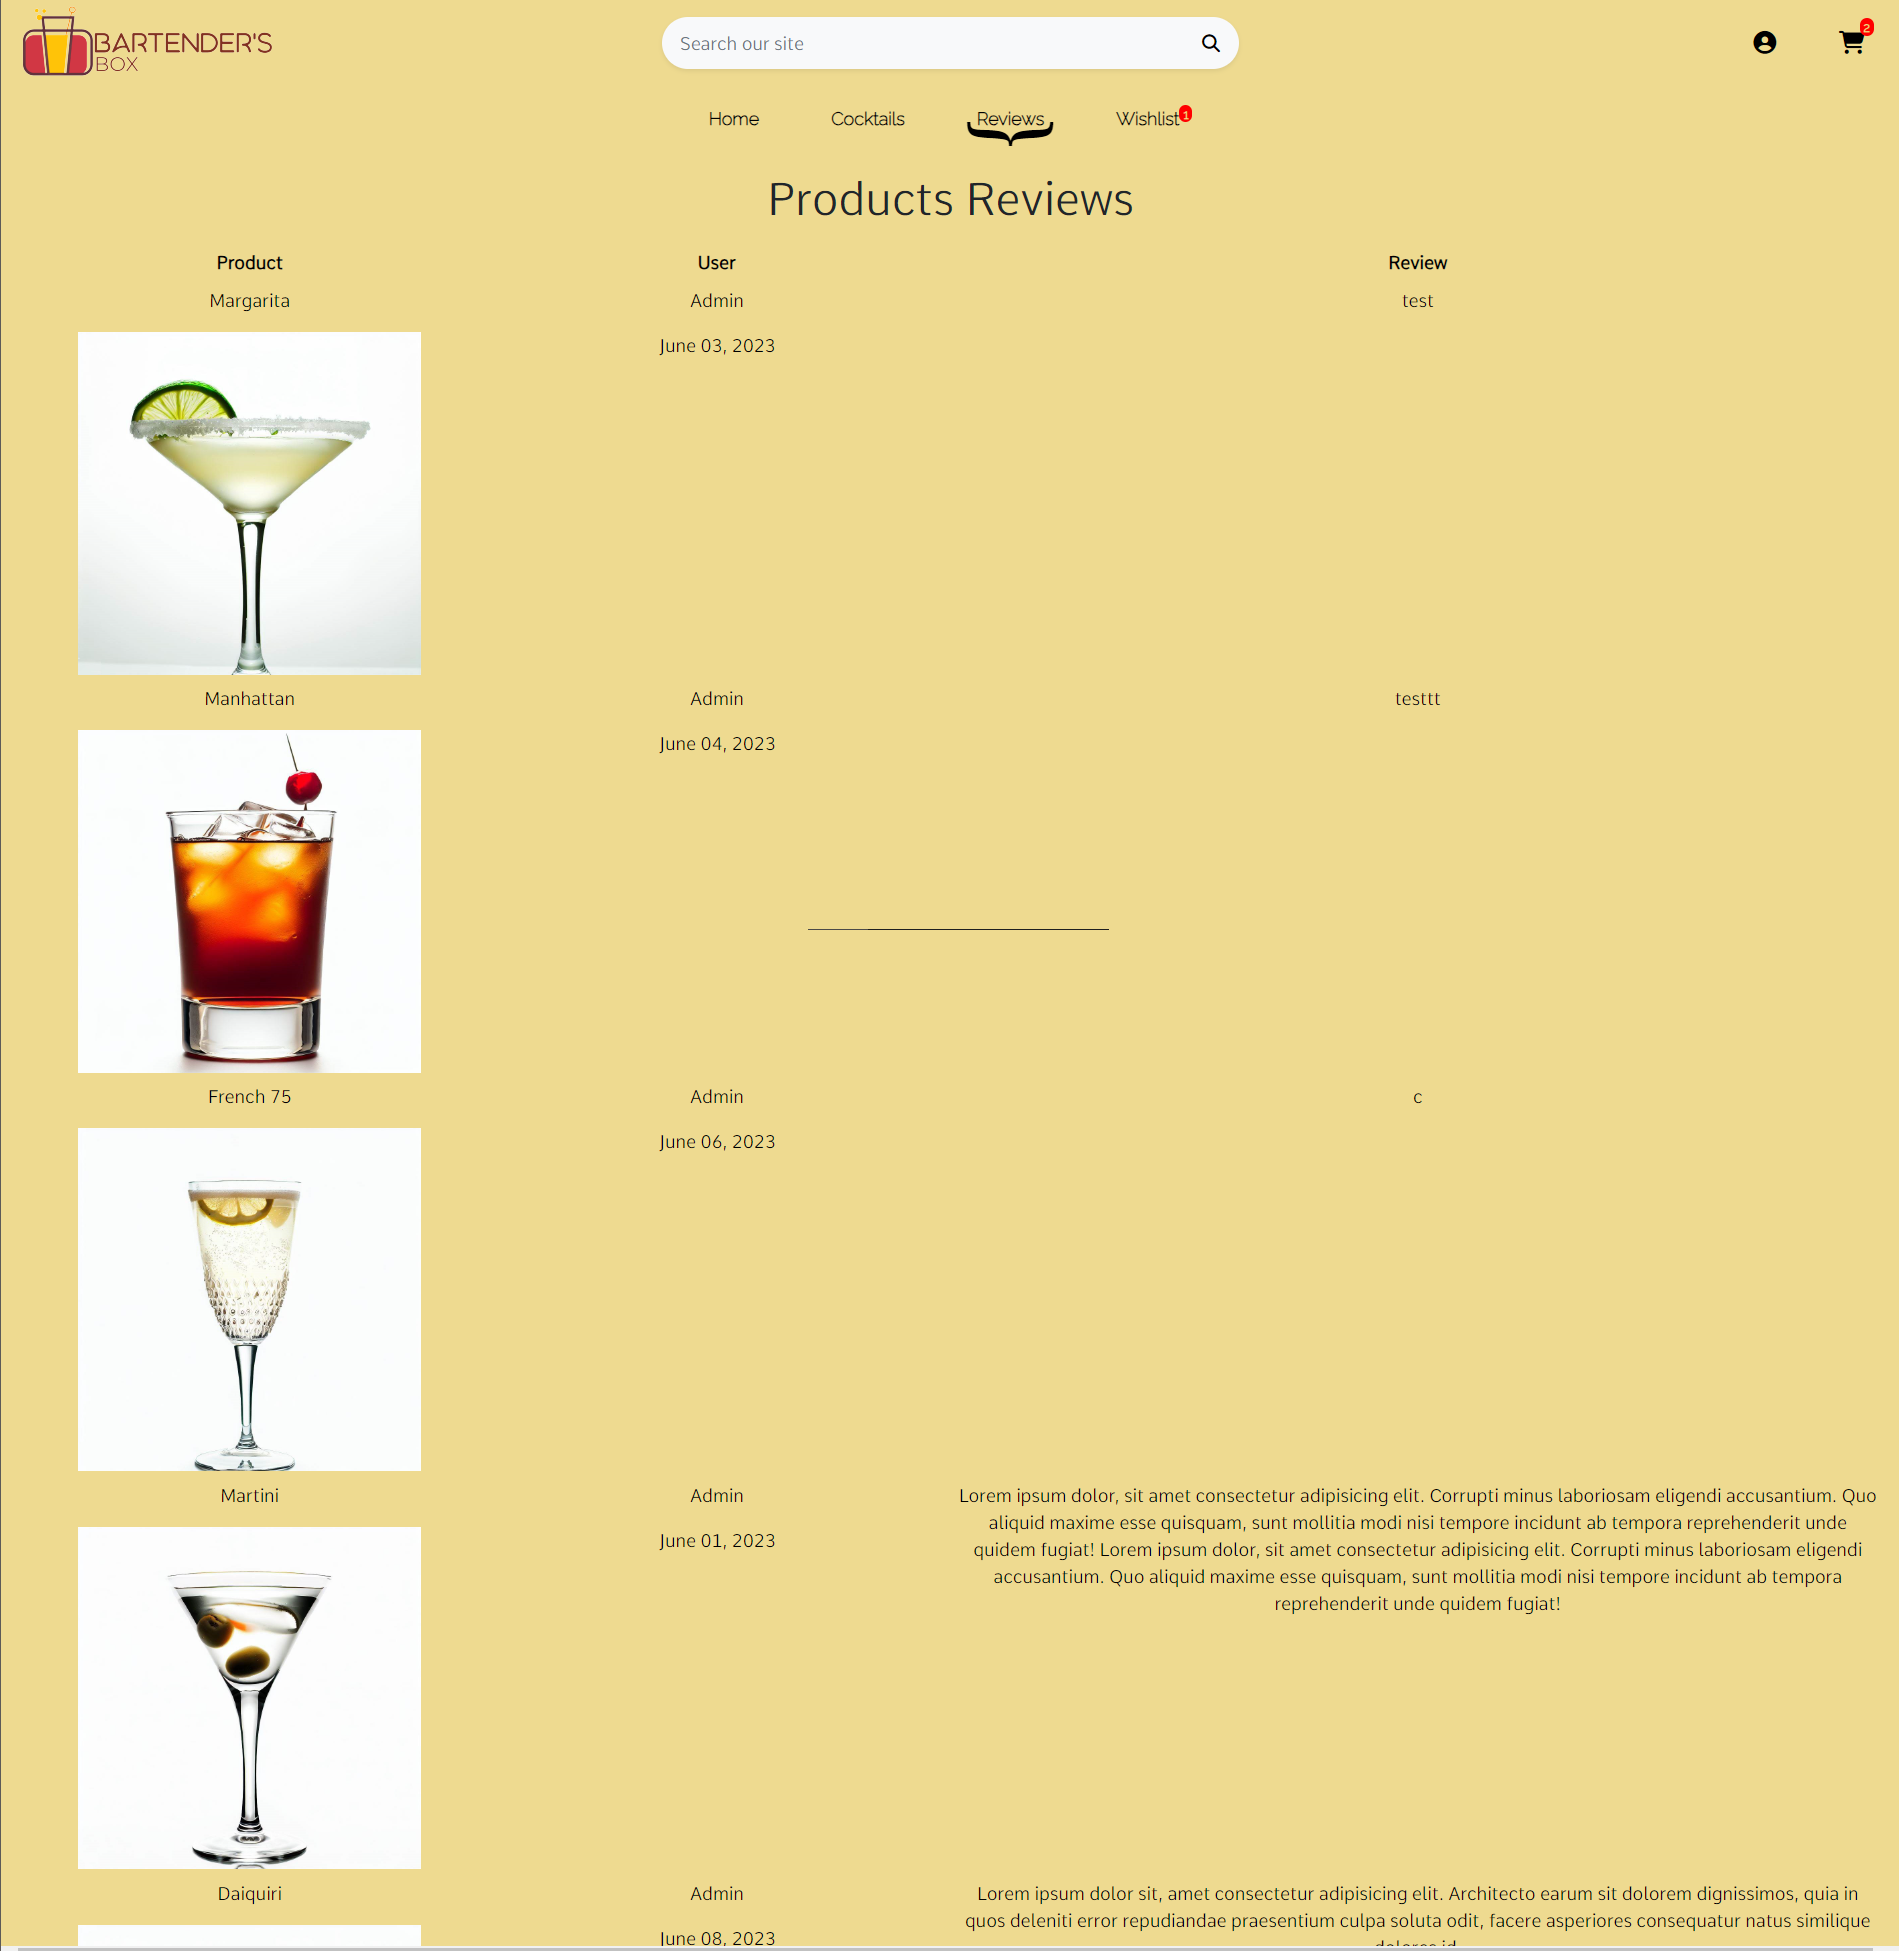 BARTENDER'S
BOX
Search our site
2
Home Cocktails Reviews Wishlist 1
Products Reviews
Product User Review
Margarita Admin test
June 03, 2023
Manhattan Admin testtt
June 04, 2023
French 75 Admin c
June 06, 2023
Martini Admin Lorem ipsum dolor, sit amet consectetur adipisicing elit. Corrupti minus laboriosam eligendi accusantium. Quo
aliquid maxime esse quisquam, sunt mollitia modi nisi tempore incidunt ab tempora reprehenderit unde
June 01, 2023
quidem fugiat! Lorem ipsum dolor, sit amet consectetur adipisicing elit. Corrupti minus laboriosam eligendi
accusantium. Quo aliquid maxime esse quisquam, sunt mollitia modi nisi tempore incidunt ab tempora
reprehenderit unde quidem fugiat!
Daiquiri Admin Lorem ipsum dolor sit, amet consectetur adipisicing elit. Architecto earum sit dolorem dignissimos, quia in
quos deleniti error repudiandae praesentium culpa soluta odit, facere asperiores consequatur natus similique
June 08, 2023